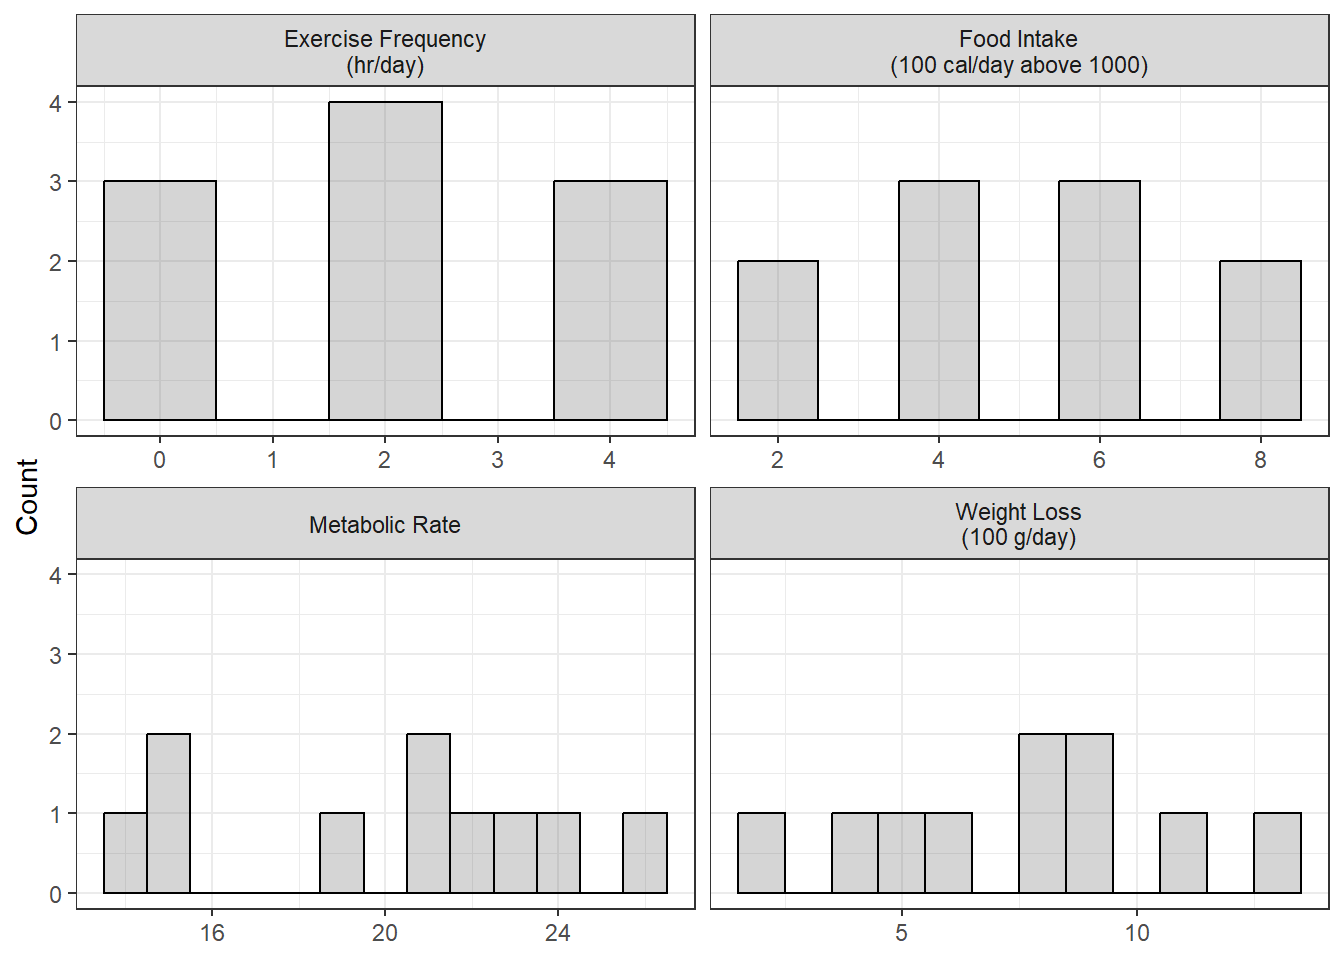 Exercise Frequency
(hr/day)
Food Intake
(100 cal/day above 1000)
4
3
2
1
0
0 1 2 3 4
2 4 6 8
Count
Metabolic Rate
Weight Loss
(100 g/day)
4
3
2
1
0
16 20 24
5 10